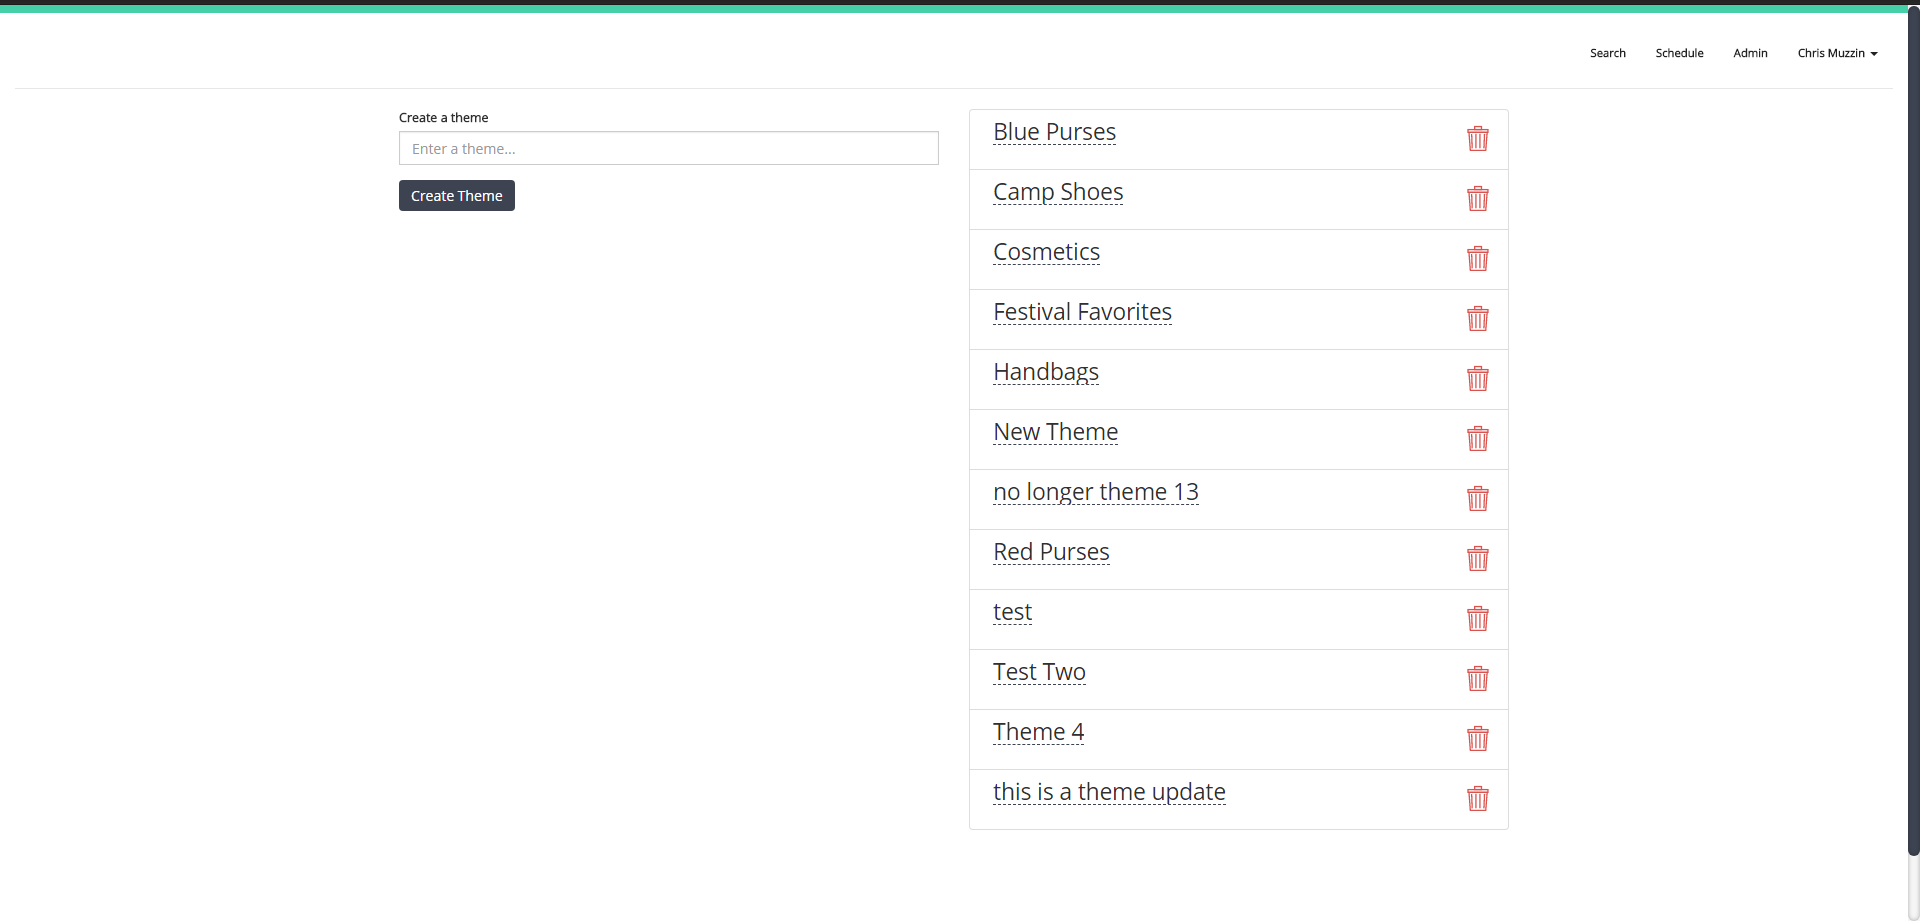 Search Schedule Admin Chris Muzzin
Create a theme
Enter a theme...
Create Theme
Blue Purses
Camp Shoes
Cosmetics
Festival Favorites
Handbags
New Theme
no longer theme 13
Red Purses
test
Test Two
Theme 4
this is a theme update